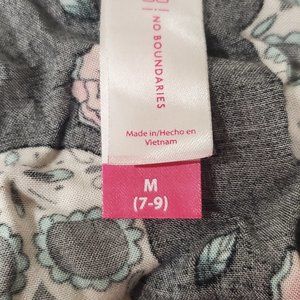 NO BOUNDARIES
Made in/Hecho en
Vietnam
M
(7-9)